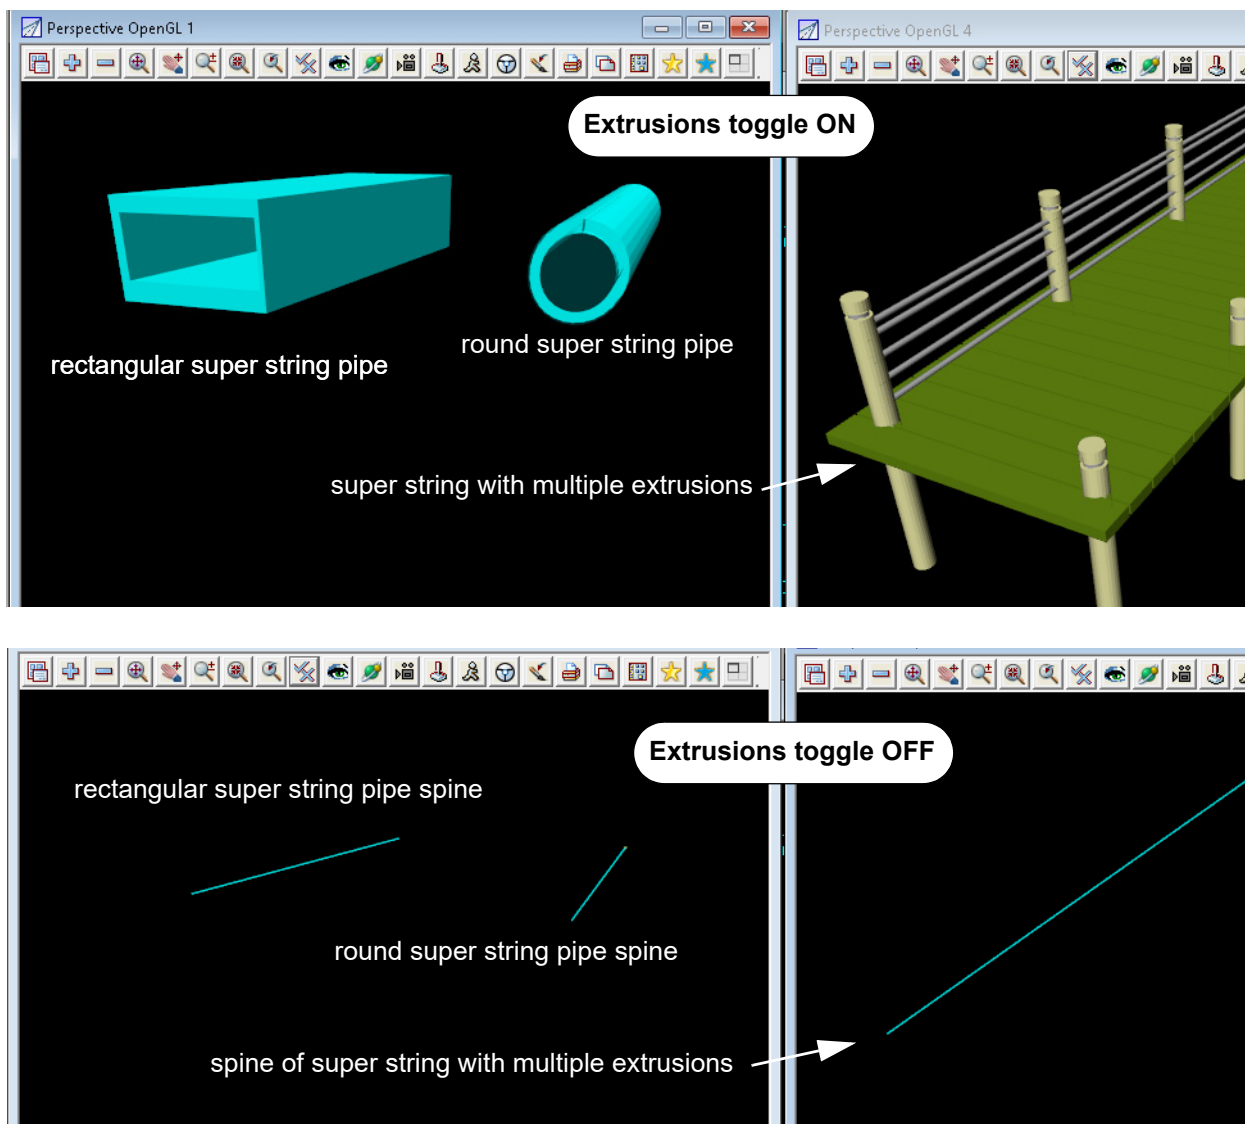 Perspective OpenGL 1
Perspective OpenGL 4
Extrusions toggle ON
rectangular super string pipe
round super string pipe
super string with multiple extrusions
Extrusions toggle OFF
rectangular super string pipe spine
round super string pipe spine
spine of super string with multiple extrusions